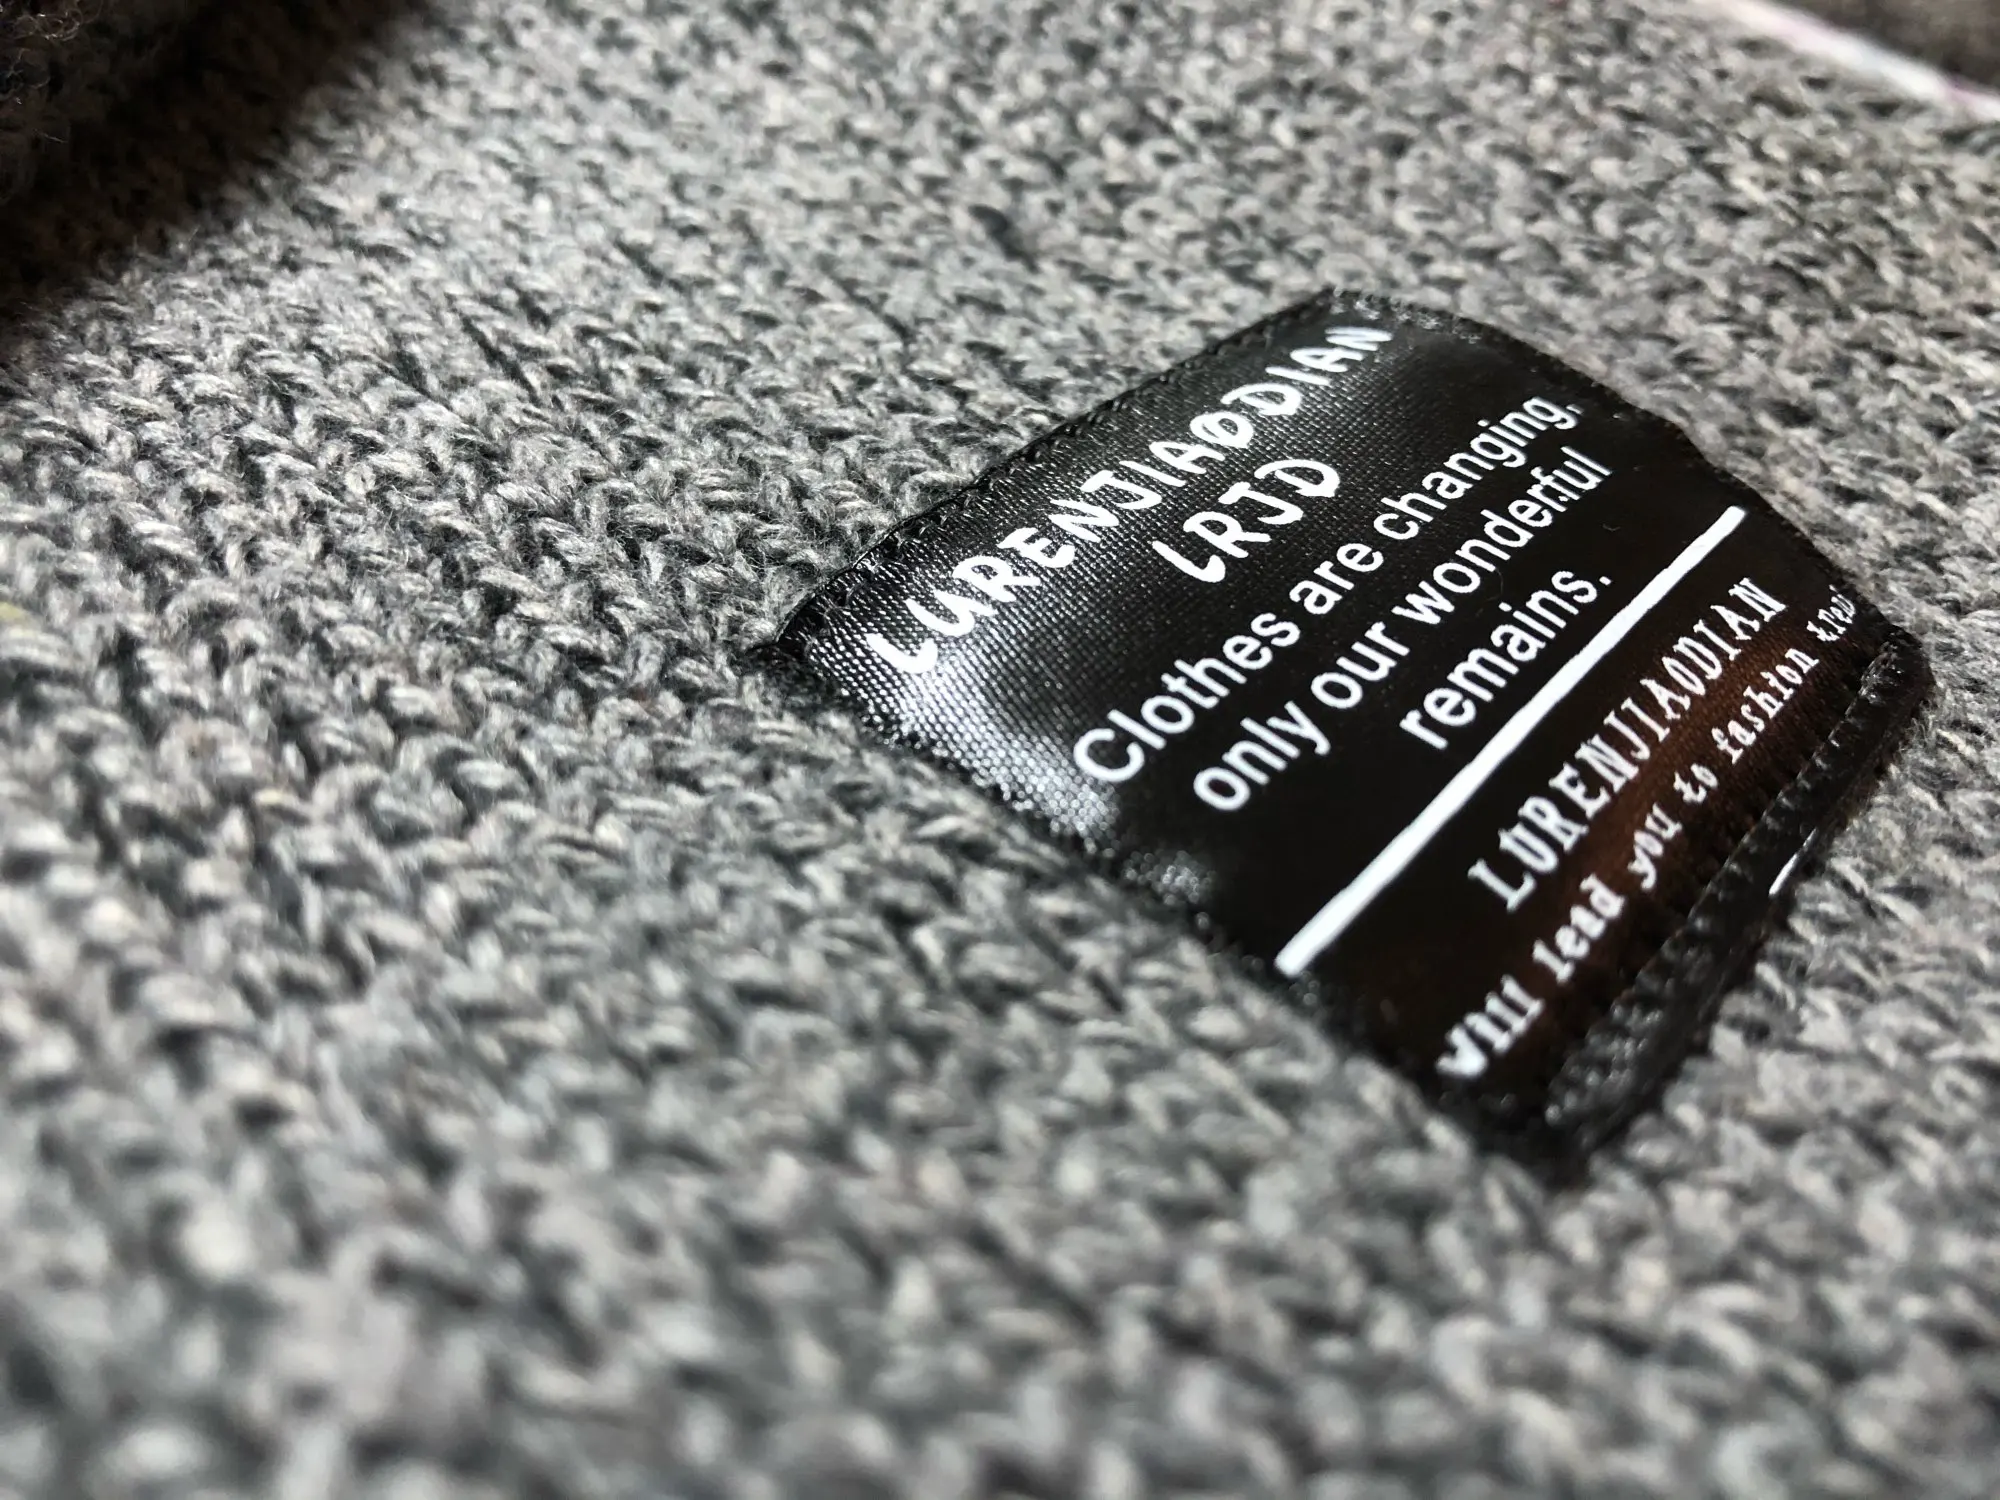 LURENJIAODIAN
LRJD
Clothes are changing,
only our wonderful
remains.
LURENJIAODIAN
Will lead you to fashion